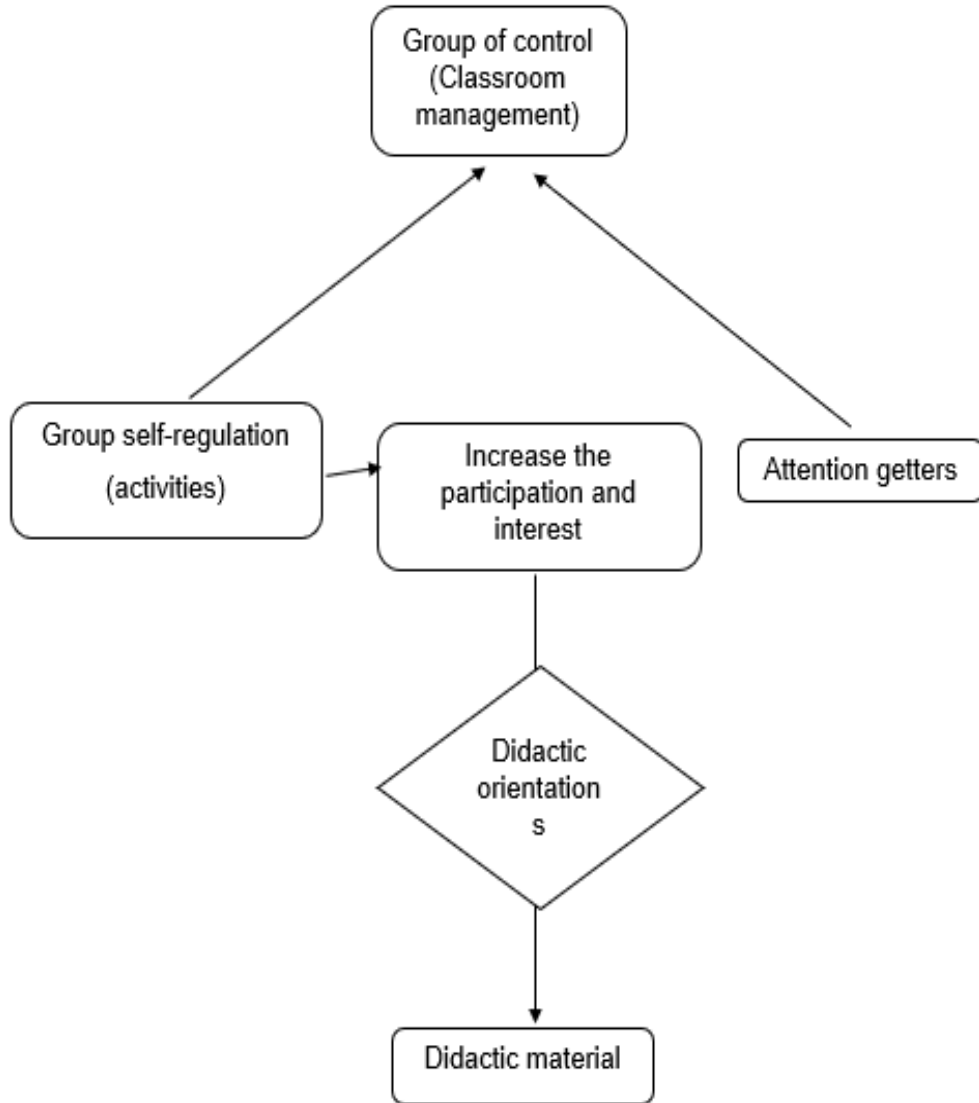 Group of control
(Classroom
management)
Group self-regulation
(activities)
Increase the
participation and
interest
Attention getters
Didactic
orientation
s
Didactic material